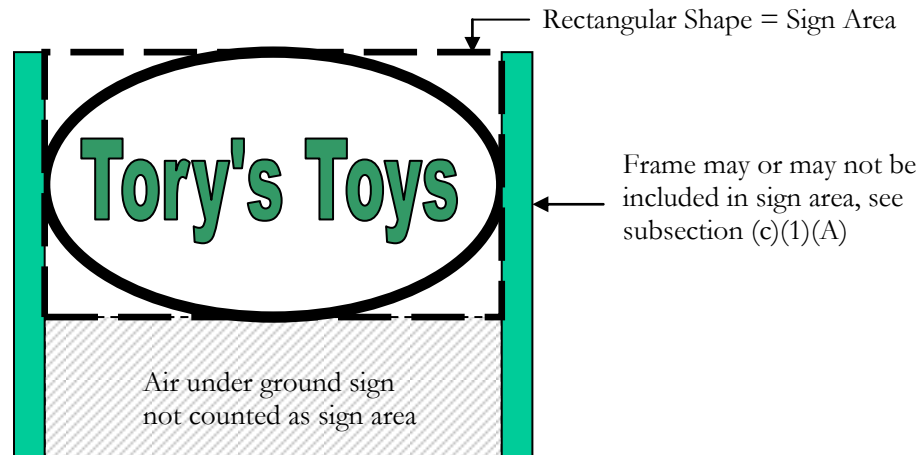 Rectangular Shape = Sign Area
Tory's Toys
Frame may or may not be
included in sign area, see
subsection (c)(1)(A)
Air under ground sign
not counted as sign area